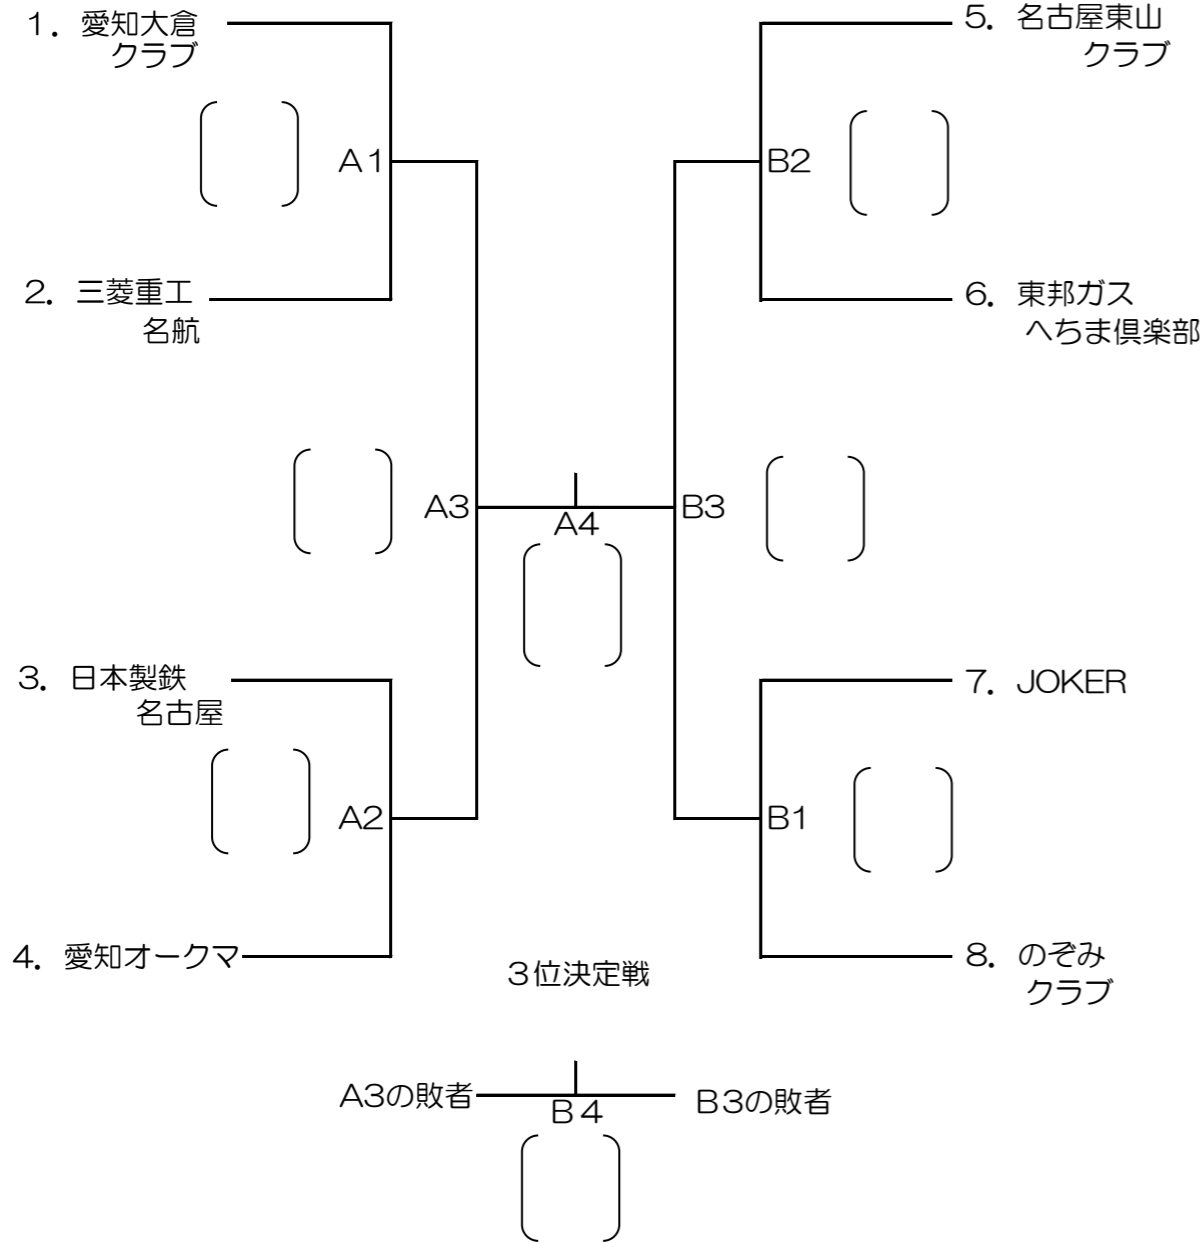 1. 愛知大倉
クラブ
A1
2. 三菱重工
名航
A3
3. 日本製鉄
名古屋
A2
4. 愛知オークマ
A4
5. 名古屋東山
クラブ
B2
6. 東邦ガス
へちま倶楽部
B3
7. JOKER
B1
8. のぞみ
クラブ
3位決定戦
A3の敗者
B4
B3の敗者